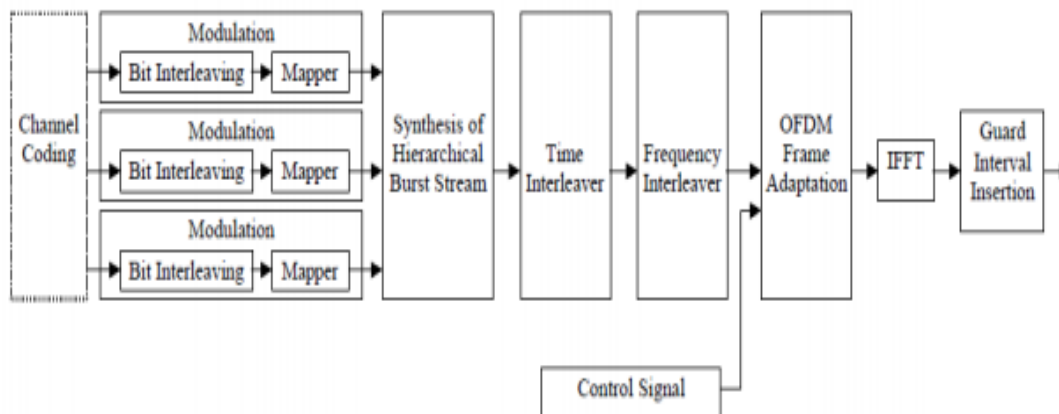 Channel
Coding
Modulation
Bit Interleaving
Mapper
Modulation
Bit Interleaving
Mapper
Modulation
Bit Interleaving
Mapper
Synthesis of
Hierarchical
Burst Stream
Time
Interleaver
Frequency
Interleaver
OFDM
Frame
Adaptation
IFFT
Guard
Interval
Insertion
Control Signal